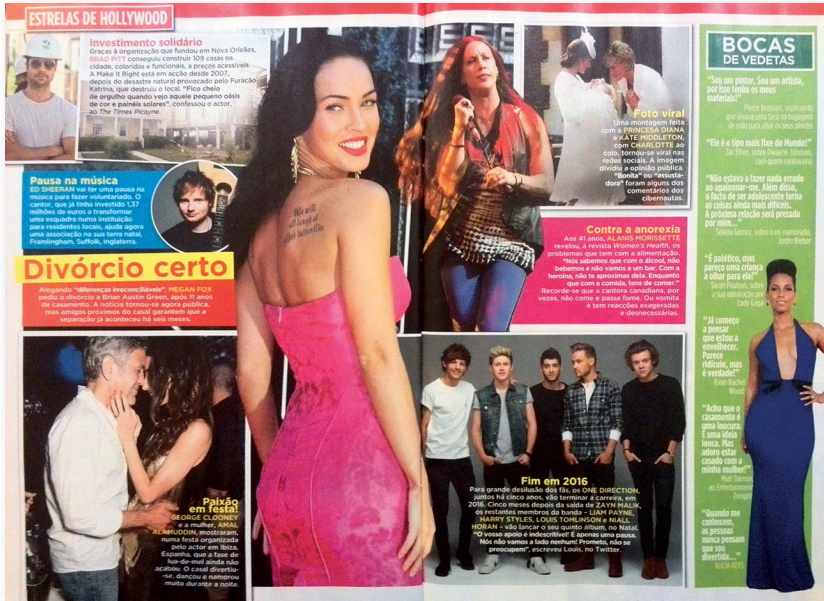 ESTRELAS DE HOLLYWOOD
Investimento solidário
Graças à organização que fundou em Nova Orleães,
BRAD PITT conseguiu construir 109 casas na
cidade, coloridas e funcionais, a preços acessíveis.
A Make It Right está em acção desde 2007,
depois do desastre natural provocado pelo Furacão
Katrina, que destruiu o local. "Fico cheio
de orgulho quando vejo aquele pequeno oásis
de cor e painéis solares", confessou o actor,
ao The Times Picayne.
Pausa na música
ED SHEERAN vai ter uma pausa na
música para fazer voluntariado. O
cantor, que já tinha investido 1,37
milhões de euros a transformar
uma esquadra numa instituição
para residentes locais, ajuda agora
uma associação na sua terra natal,
Framlingham, Suffolk, Inglaterra.
Divórcio certo
Alegando "diferenças irreconciliáveis", MEGAN FOX
pediu o divórcio a Brian Austin Green, após 11 anos
de casamento. A notícia tornou-se agora pública,
mas amigos próximos do casal garantem que a
separação já aconteceu há seis meses.
Paixão
em festa!
GEORGE CLOONEY
e a mulher, AMAL
ALAMUDDIN, mostraram,
numa festa organizada
pelo actor em Ibiza,
Espanha, que a fase de
lua-de-mel ainda não
acabou. O casal divertiu-
-se, dançou e namorou
muito durante a noite.
Foto viral
Uma montagem feita
com a PRINCESA DIANA
e KATE MIDDLETON,
com CHARLOTTE ao
colo, tornou-se viral nas
redes sociais. A imagem
dividiu a opinião pública.
"Bonita" ou "assusta-
dora" foram alguns dos
comentários dos
cibernautas.
Contra a anorexia
Aos 41 anos, ALANIS MORISSETTE
revelou, à revista Women's Health, os
problemas que tem com a alimentação.
"Nós sabemos que com o álcool, não
bebemos e não vamos a um bar. Com a
heroína, não te aproximas dela. Enquanto
que com a comida, tens de comer."
Recorde-se que a cantora canadiana, por
vezes, não come e passa fome. Ou vomita
e tem reacções exageradas
e desnecessárias.
Fim em 2016
Para grande desilusão dos fãs, os ONE DIRECTION,
juntos há cinco anos, vão terminar a carreira, em
2016. Cinco meses depois da saída de ZAYN MALIK,
os restantes membros da banda – LIAM PAYNE,
HARRY STYLES, LOUIS TOMLINSON e NIALL
HORAN – vão lançar o seu quinto álbum, no Natal.
"O vosso apoio é indescritível! É apenas uma pausa.
Nós não vamos a lado nenhum! Prometo, não se
preocupem", escreveu Louis, no Twitter.
BOCAS
DE VEDETAS
"Sou um pintor. Sou um artista,
por isso tenho os meus
materiais!"
Pierce Brosnan, explicando
que levava uma faca na bagagem
de mão para afiar os seus pincéis
"Ele é o tipo mais fixe do Mundo!"
Zac Efron, sobre Dwayne Johnson,
com quem contracena
"Não estava a fazer nada errado
ao apaixonar-me. Além disso,
o facto de ser adolescente torna
as coisas ainda mais difíceis.
A próxima relação será prezada
por mim..."
Selena Gomez, sobre o ex-namorado,
Justin Bieber
"É patético, mas
pareço uma criança
a olhar para ela!"
Sarah Paulson, sobre
a sua admiração por
Lady Gaga
"Já começo
a pensar
que estou a
envelhecer.
Parece
ridículo, mas
é verdade!"
Evan Rachel
Wood
"Acho que o
casamento é
uma loucura.
É uma ideia
louca. Mas
adoro estar
casado com a
minha mulher!"
Matt Damon,
ao Entertainment
Tonight
"Quando me
conhecem,
as pessoas
nunca pensam
que sou
divertida..."
ALICIA KEYS